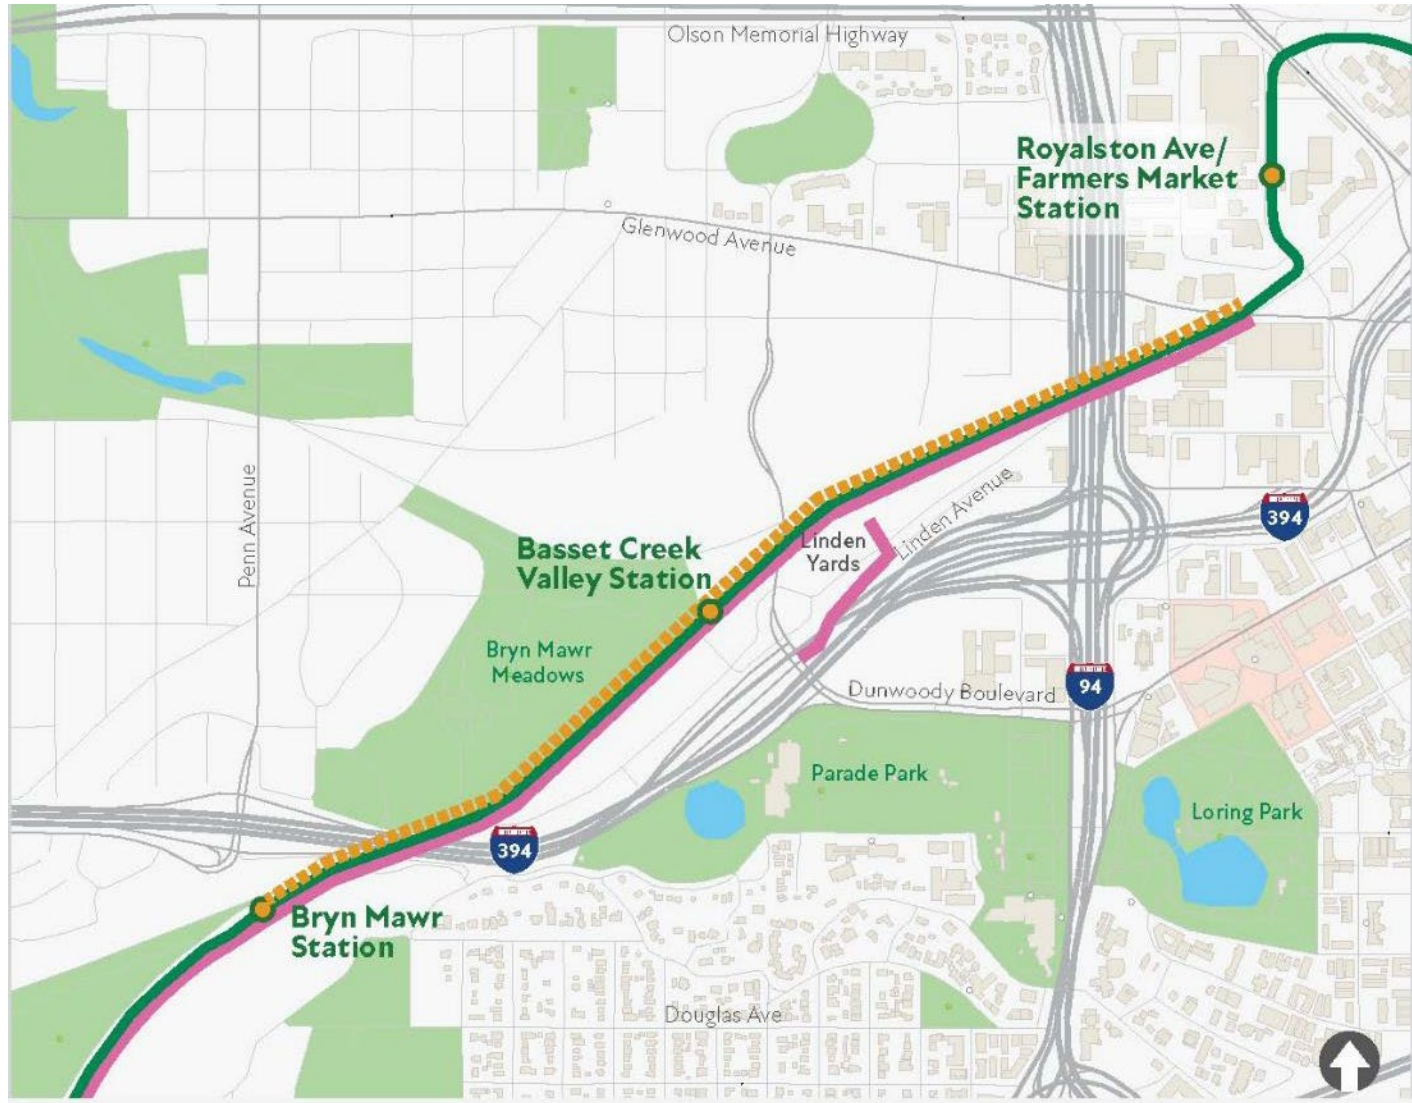 Olson Memorial Highway
Royalston Ave/
Farmers Market
Station
Glenwood Avenue
Penn Avenue
Linden Avenue
394
Linden
Yards
Basset Creek
Valley Station
Bryn Mawr
Meadows
94
Dunwoody Boulevard
Parade Park
Loring Park
394
Bryn Mawr
Station
Douglas Ave